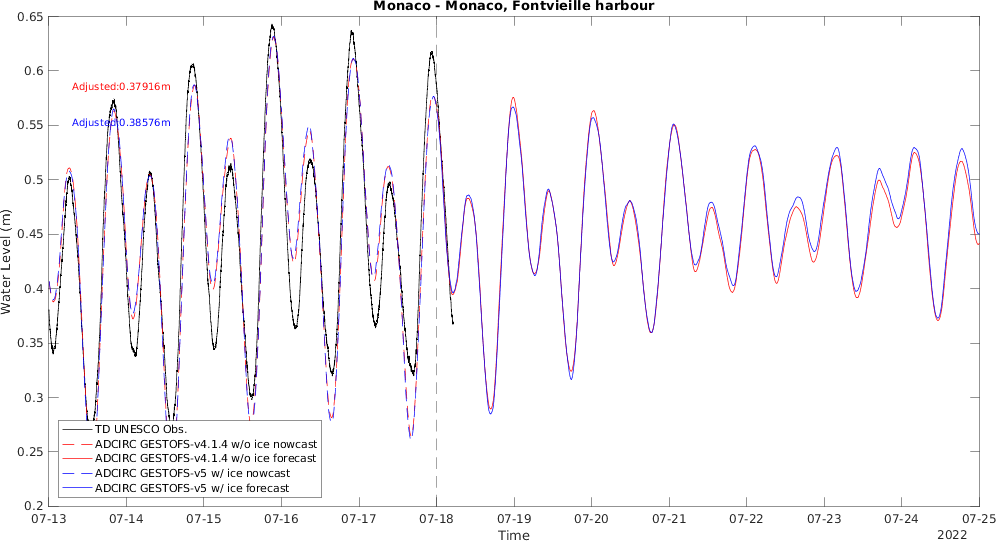 Monaco - Monaco, Fontvieille harbour
0.65
0.6
0.55
0.5
0.45
0.4
0.35
0.3
0.25
0.2
Water Level (m)
Adjusted:0.37916m
Adjusted:0.38576m
TD UNESCO Obs.
ADCIRC GESTOFS-v4.1.4 w/o ice nowcast
ADCIRC GESTOFS-v4.1.4 w/o ice forecast
ADCIRC GESTOFS-v5 w/ ice nowcast
ADCIRC GESTOFS-v5 w/ ice forecast
07-13 07-14 07-15 07-16 07-17 07-18 07-19 07-20 07-21 07-22 07-23 07-24 07-25
Time
2022